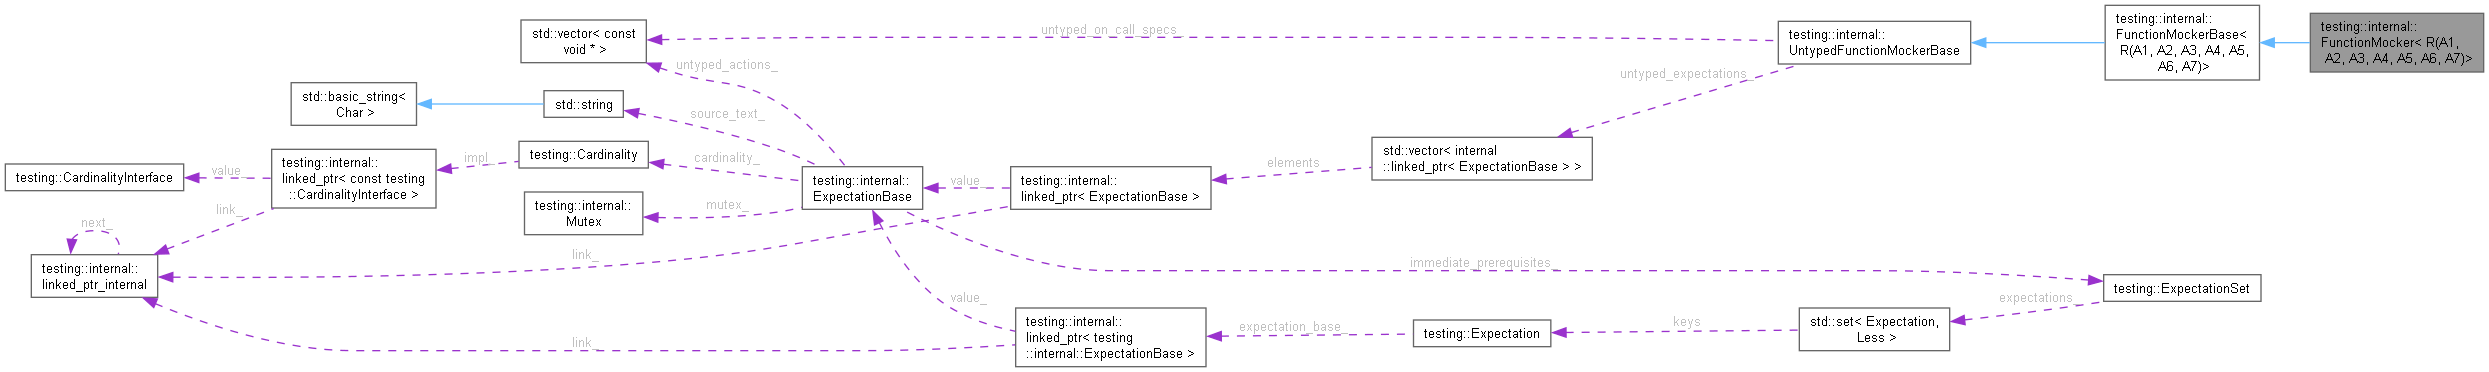 std::vector< const
void * >
untyped_on_call_specs_
testing::internal::
UntypedFunctionMockerBase
testing::internal::
FunctionMockerBase<
R(A1, A2, A3, A4, A5,
A6, A7)>
testing::internal::
FunctionMocker< R(A1,
A2, A3, A4, A5, A6, A7)>
untyped_actions_
untyped_expectations_
std::basic_string<
Char >
std::string
source_text_
testing::CardinalityInterface
value_
testing::internal::
linked_ptr< const testing
::CardinalityInterface >
impl_
testing::Cardinality
cardinality_
testing::internal::
ExpectationBase
value_
testing::internal::
linked_ptr< ExpectationBase >
elements
std::vector< internal
::linked_ptr< ExpectationBase > >
testing::internal::
Mutex
mutex_
link_
next_
testing::internal::
linked_ptr_internal
link_
immediate_prerequisites_
testing::ExpectationSet
value_
expectations_
link_
testing::internal::
linked_ptr< testing
::internal::ExpectationBase >
expectation_base_
testing::Expectation
keys
std::set< Expectation,
Less >